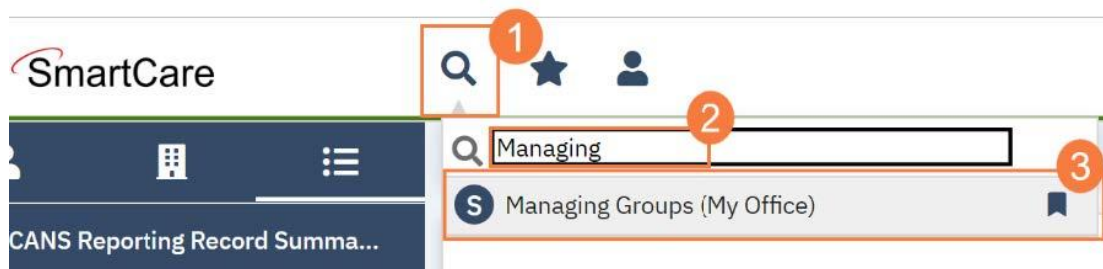 SmartCare
1
2
Managing
3
S Managing Groups (My Office)
CANS Reporting Record Summa...